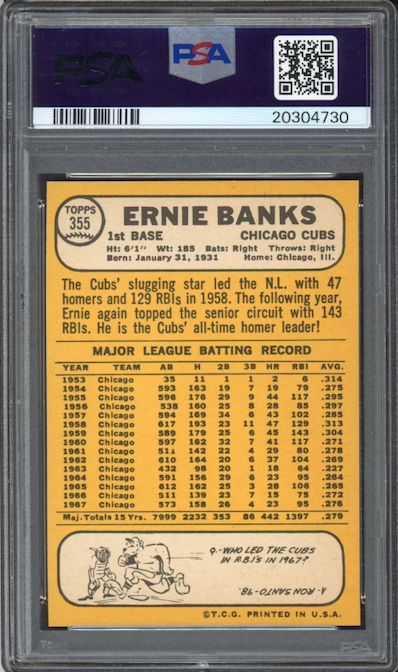 PSA
PSA
20304730
TOPPS
355
ERNIE BANKS
1st BASE CHICAGO CUBS
Ht: 6'1" Wt: 185 Bats: Right Throws: Right
Born: January 31, 1931 Home: Chicago, Ill.
The Cubs' slugging star led the N.L. with 47
homers and 129 RBIs in 1958. The following year,
Ernie again topped the senior circuit with 143
RBIs. He is the Cubs' all-time homer leader!
MAJOR LEAGUE BATTING RECORD
YEAR TEAM AB H 2B 3B HR RBI AVG.
1953 Chicago 35 11 1 1 2 6 .314
1954 Chicago 593 163 19 7 19 79 .275
1955 Chicago 596 176 29 9 44 117 .295
1956 Chicago 538 160 25 8 28 85 .297
1957 Chicago 594 169 34 6 43 102 .285
1958 Chicago 617 193 23 11 47 129 .313
1959 Chicago 589 179 25 6 45 143 .304
1960 Chicago 597 162 32 7 41 117 .271
1961 Chicago 511 142 22 4 29 80 .278
1962 Chicago 610 164 20 6 37 104 .269
1963 Chicago 432 98 20 1 18 64 .227
1964 Chicago 591 156 29 6 23 95 .264
1965 Chicago 612 162 25 3 28 106 .265
1966 Chicago 511 139 23 7 15 75 .272
1967 Chicago 573 158 26 4 23 95 .276
Maj. Totals 15 Yrs. 7999 2232 353 86 442 1397 .279
Q.-WHO LED THE CUBS
IN R.B.I'S IN 1967?
A- RON SANTO -98.
©T.C.G. PRINTED IN U.S.A.
PSA